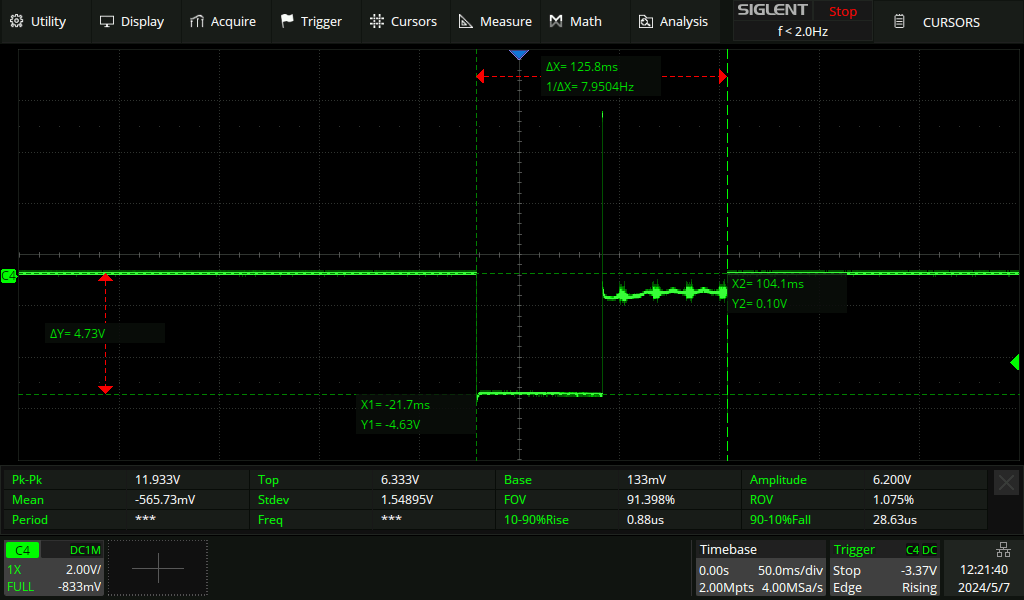 Utility Display Acquire Trigger Cursors Measure Math Analysis SIGLENT Stop CURSORS
f < 2.0Hz
ΔX= 125.8ms
1/ΔX= 7.9504Hz
C4
X2= 104.1ms
Y2= 0.10V
ΔY= 4.73V
X1= -21.7ms
Y1= -4.63V
Pk-Pk 11.933V Top 6.333V Base 133mV Amplitude 6.200V
Mean -565.73mV Stdev 1.54895V FOV 91.398% ROV 1.075%
Period *** Freq *** 10-90%Rise 0.88us 90-10%Fall 28.63us
C4 DC1M Timebase Trigger C4 DC
1X 2.00V/ 0.00s 50.0ms/div Stop -3.37V 12:21:40
FULL -833mV 2.00Mpts 4.00MSa/s Edge Rising 2024/5/7